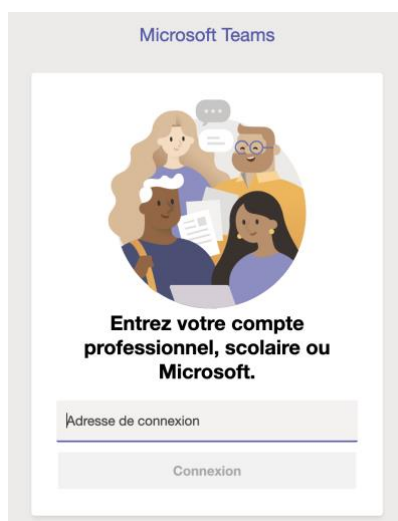 Microsoft Teams
Entrez votre compte
professionnel, scolaire ou
Microsoft.
Adresse de connexion
Connexion